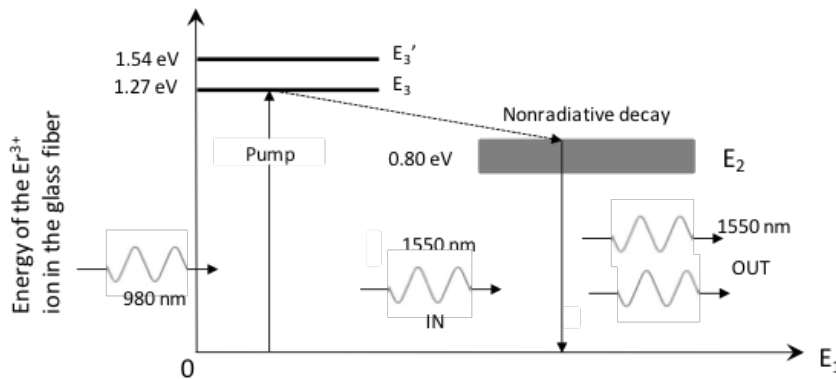 1.54 eV
E₃′
1.27 eV
E₃
Nonradiative decay
Pump
0.80 eV
E₂
Energy of the Er³⁺
ion in the glass fiber
1550 nm
1550 nm
OUT
980 nm
IN
0
E₁